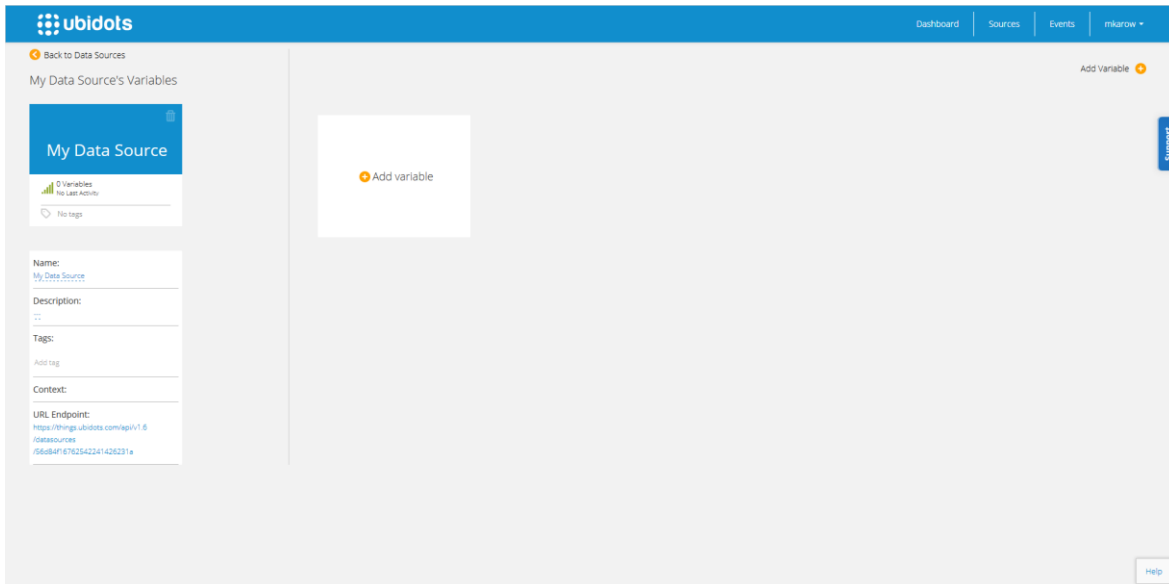 ubidots
Dashboard
Sources
Events
mkarow
Back to Data Sources
My Data Source's Variables
Add Variable
My Data Source
0 Variables
No Last Activity
No tags
Add variable
Support
Name:
My Data Source
Description:
Tags:
Add tag
Context:
URL Endpoint:
https://things.ubidots.com/api/v1.6
/datasources
/56d84f16762542241426231e
Help